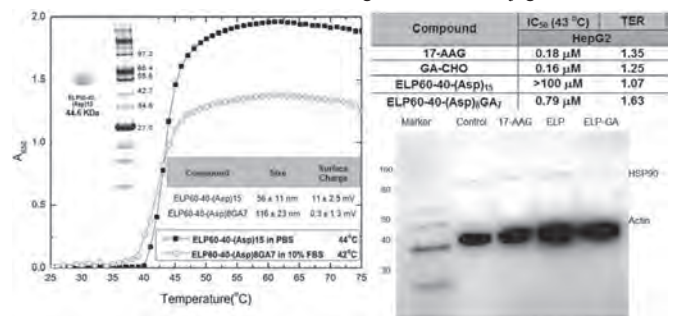 Compound IC50 (43 °C) TER
HepG2
17-AAG 0.18 µM 1.35
GA-CHO 0.16 µM 1.25
ELP60-40-(Asp)15 >100 µM 1.07
ELP60-40-(Asp)8GA7 0.79 µM 1.63
2.0
1.5
1.0
0.5
0.0
97.2
66.4
55.6
42.7
34.6
27.0
ELP60-40-
(Asp)15
44.6 KDa
Compound Size Surface Charge
ELP60-40-(Asp)15 56 ± 11 nm 11 ± 2.5 mV
ELP60-40-(Asp)8GA7 116 ± 23 nm 0.3 ± 1.3 mV
ELP60-40-(Asp)15 in PBS 44°C
ELP60-40-(Asp)8GA7 in 10% FBS 42°C
25 30 35 40 45 50 55 60 65 70 75
Temperature(°C)
Marker Control 17-AAG ELP ELP-GA
HSP90
Actin
50
40
30